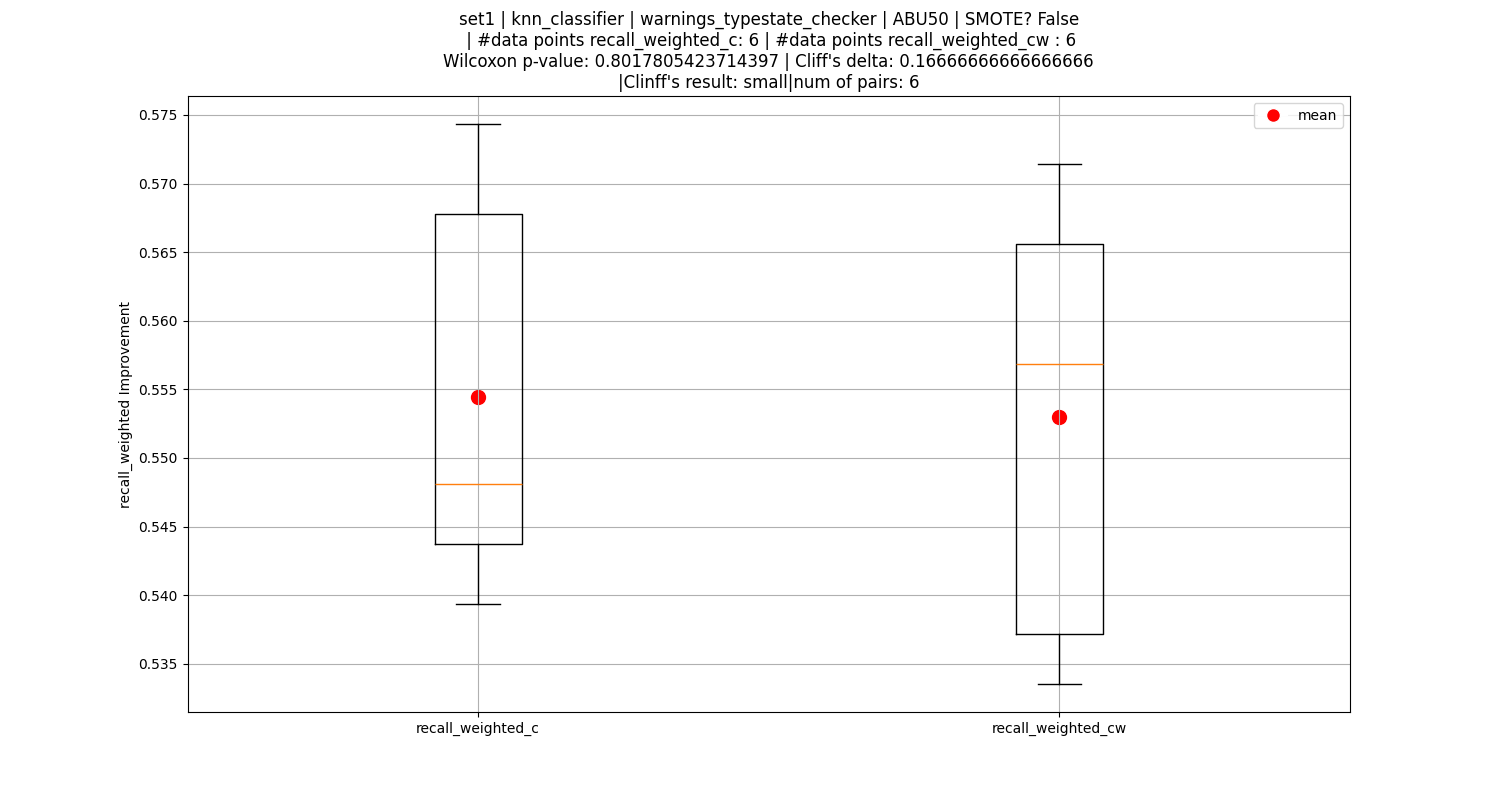 set1 | knn_classifier | warnings_typestate_checker | ABU50 | SMOTE? False
| #data points recall_weighted_c: 6 | #data points recall_weighted_cw : 6
Wilcoxon p-value: 0.8017805423714397 | Cliff's delta: 0.16666666666666666
|Clinff's result: small|num of pairs: 6
mean
0.575
0.570
0.565
0.560
0.555
0.550
0.545
0.540
0.535
recall_weighted Improvement
recall_weighted_c
recall_weighted_cw